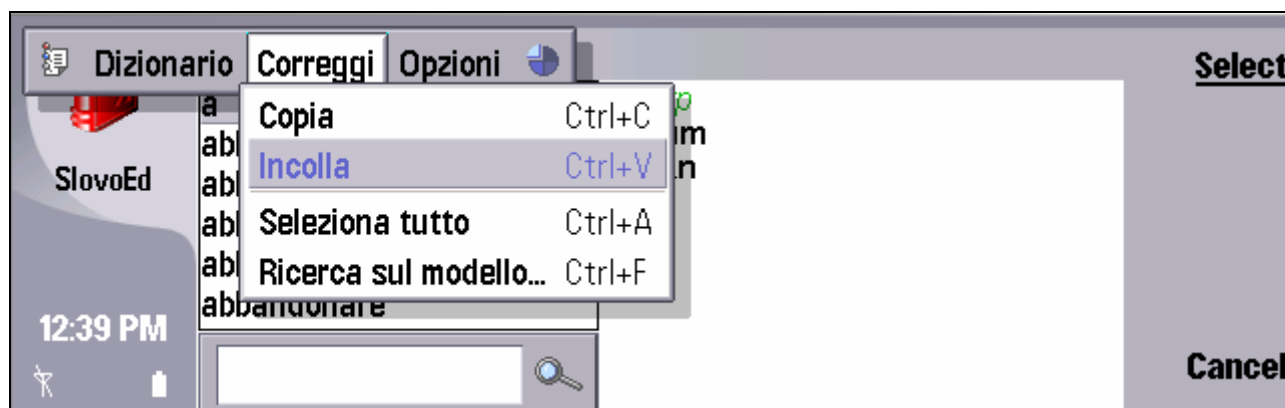 Dizionario Correggi Opzioni
Select
Copia Ctrl+C
Incolla Ctrl+V
Seleziona tutto Ctrl+A
Ricerca sul modello... Ctrl+F
SlovoEd
a
abbandonare
12:39 PM
Cancel